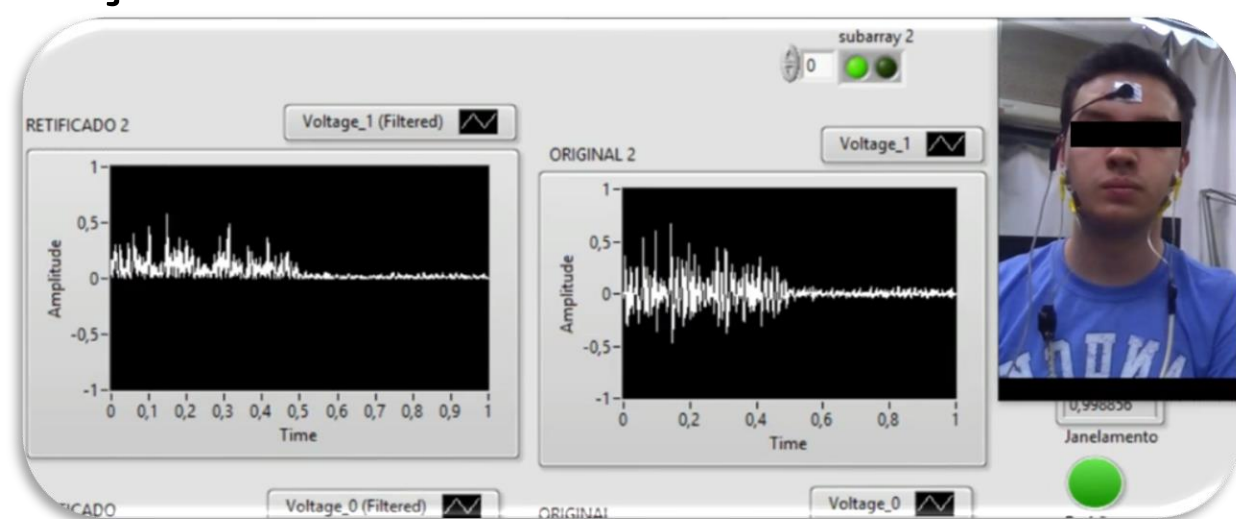 subarray 2
0
RETIFICADO 2
Voltage_1 (Filtered)
1
0,5
0
-0,5
-1
Amplitude
0 0,1 0,2 0,3 0,4 0,5 0,6 0,7 0,8 0,9 1
Time
ORIGINAL 2
Voltage_1
1
0,5
0
-0,5
-1
Amplitude
0 0,2 0,4 0,6 0,8 1
Time
0,998856
Janelamento
Voltage_0 (Filtered)
ORIGINAL
Voltage_0